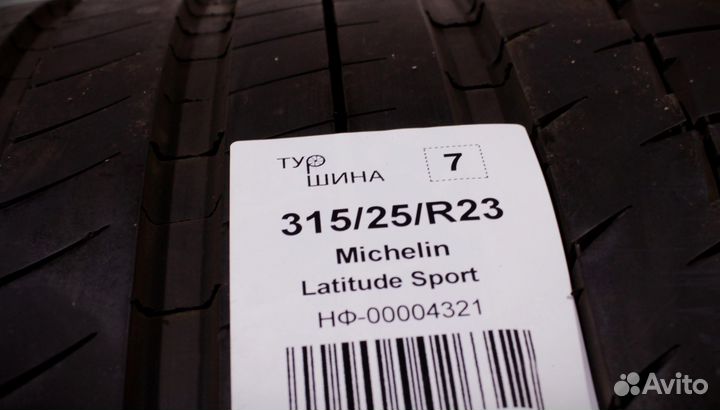 ТУР
ШИНА
7
315/25/R23
Michelin
Latitude Sport
НФ-00004321
Avito